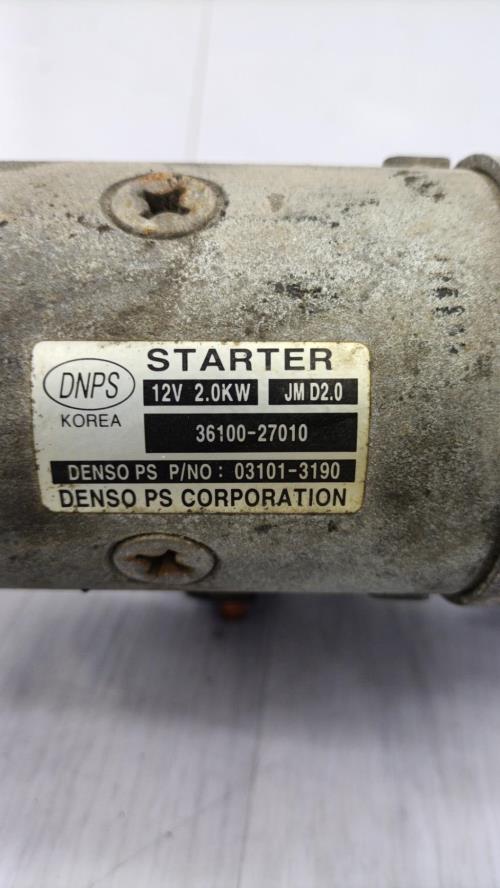 STARTER
DNPS
KOREA
12V 2.0KW JM D2.0
36100-27010
DENSO PS P/NO : 03101-3190
DENSO PS CORPORATION